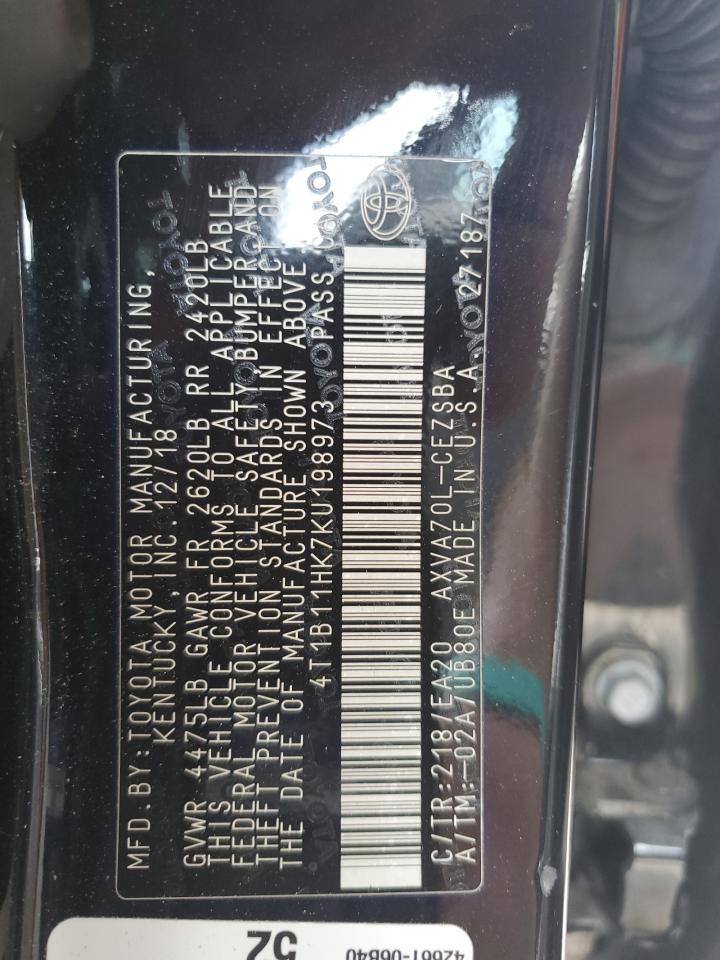 MFD.BY:TOYOTA MOTOR MANUFACTURING,
KENTUCKY,INC.12/18
GVWR 4475LB GAWR FR 2620LB RR 2420LB
THIS VEHICLE CONFORMS TO ALL APPLICABLE
FEDERAL MOTOR VEHICLE SAFETY,BUMPER,AND
THEFT PREVENTION STANDARDS IN EFFECT ON
THE DATE OF MANUFACTURE SHOWN ABOVE
4T1B11HK7KU198973 PASS
C/TR:218/EA20 AXVA70L-CEZSBA
A/TM:-02A/UB80E MADE IN U.S.A. 27187
52
42661-06B40